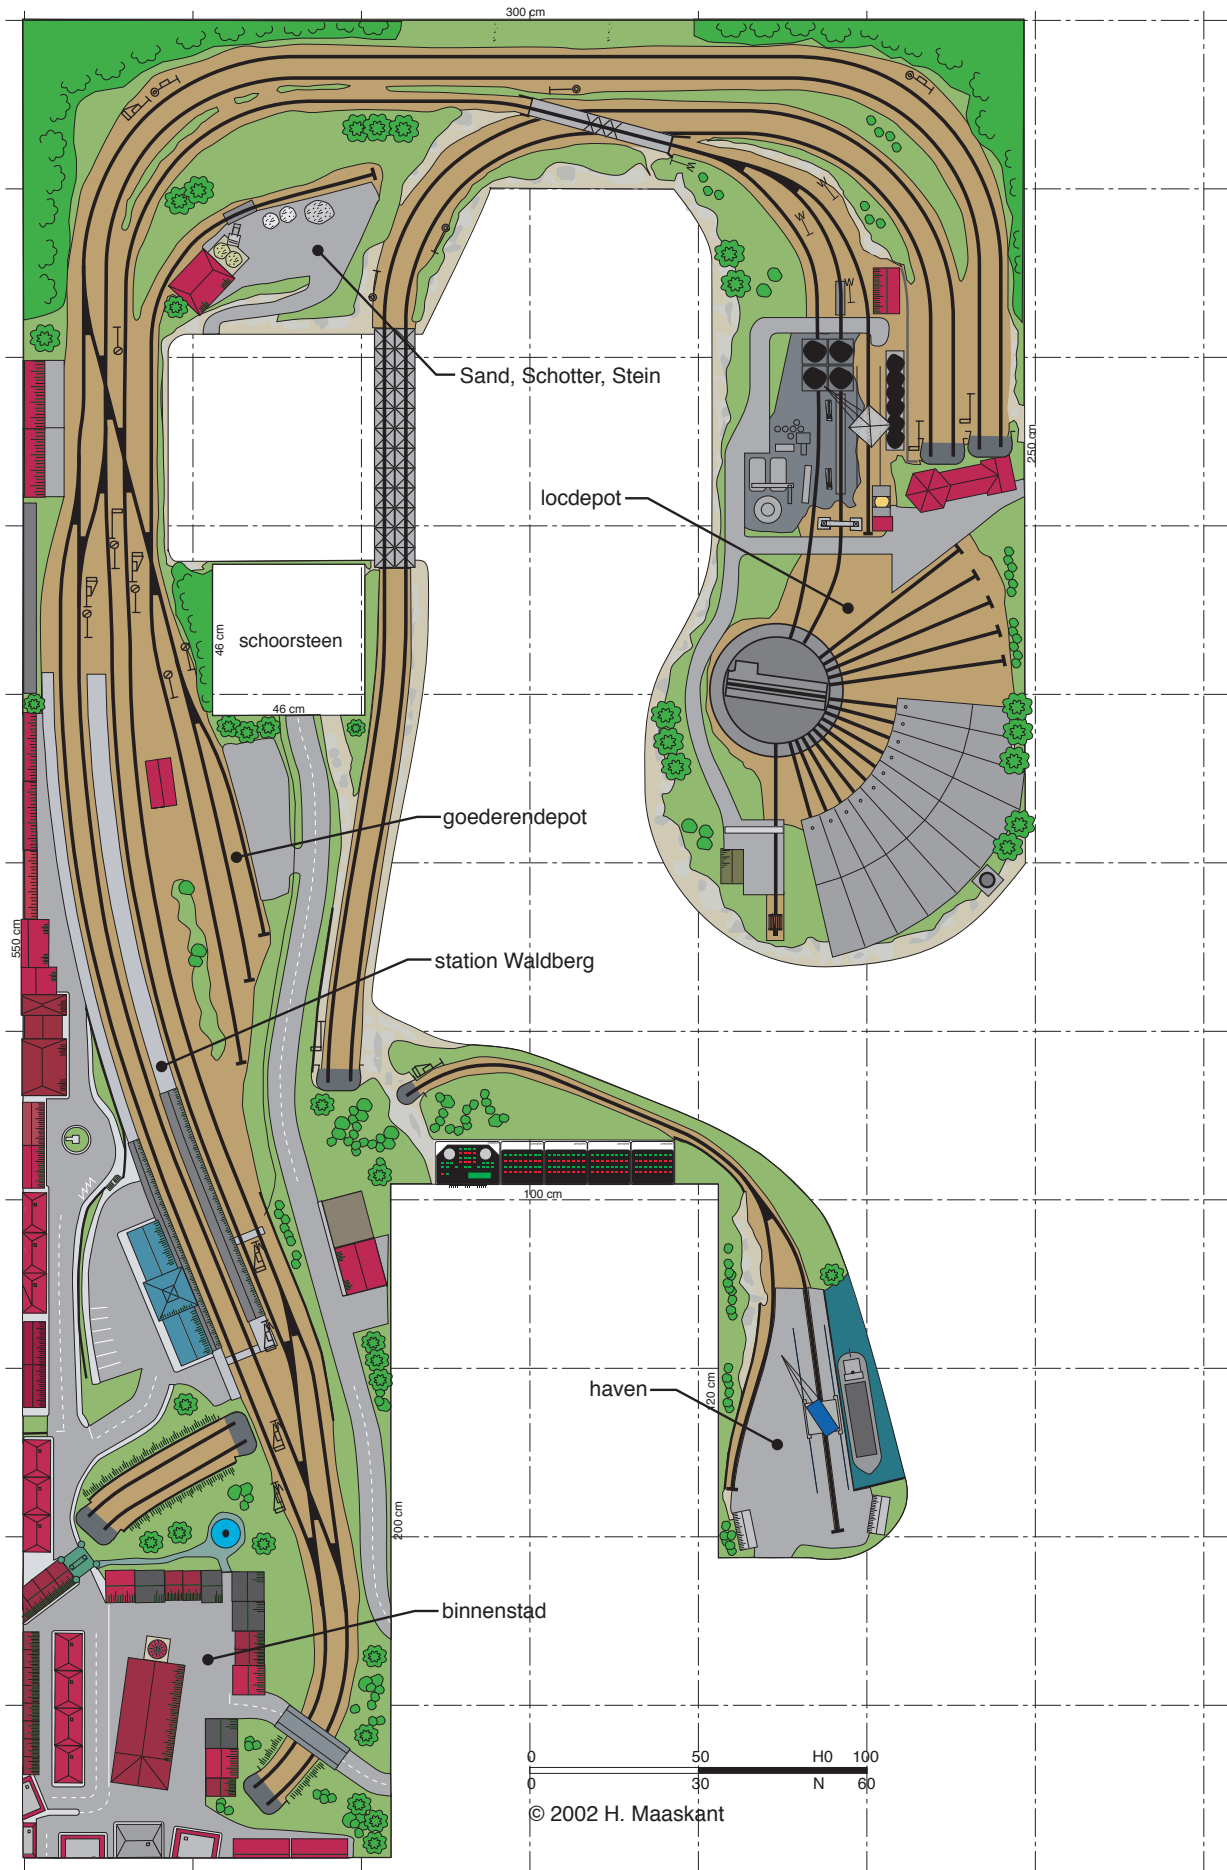 300 cm
Sand, Schotter, Stein
250 cm
locdepot
46 cm
schoorsteen
46 cm
goederendepot
550 cm
station Waldberg
100 cm
haven
120 cm
200 cm
binnenstad
0 50 H0 100
0 30 N 60
© 2002 H. Maaskant
W
W
W